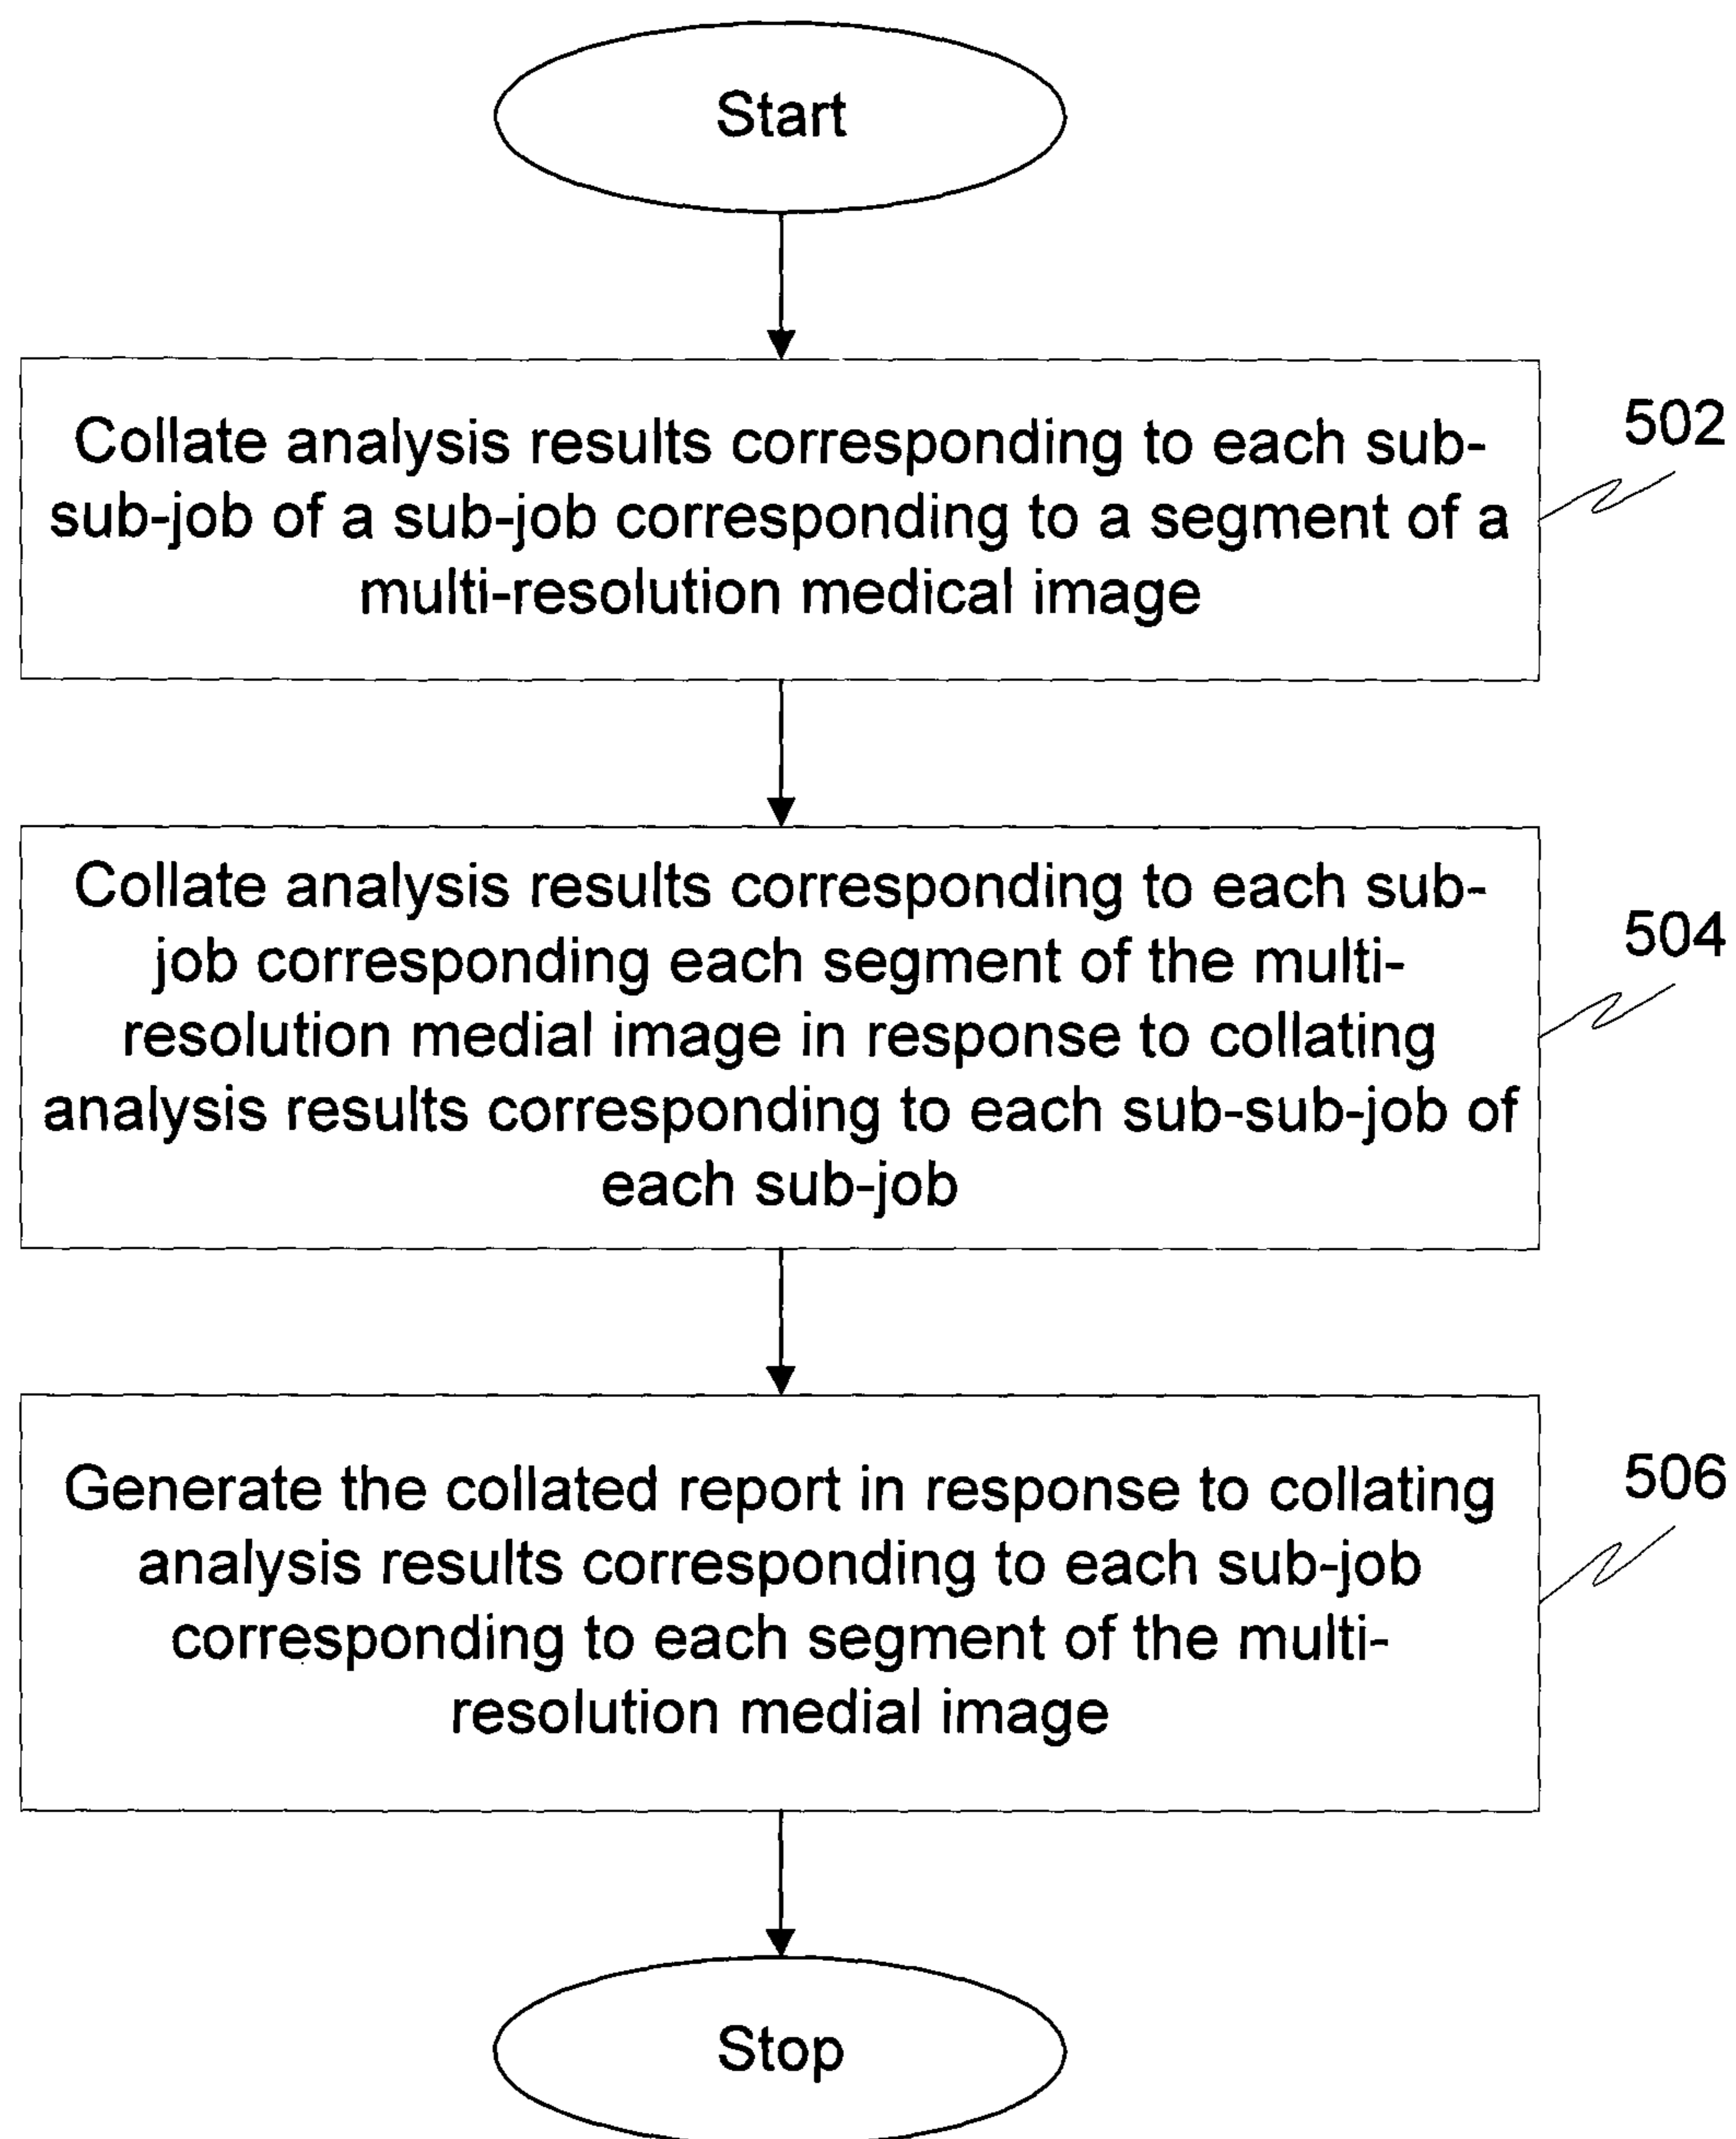 Start
Collate analysis results corresponding to each sub-
sub-job of a sub-job corresponding to a segment of a
multi-resolution medical image
502
Collate analysis results corresponding to each sub-
job corresponding each segment of the multi-
resolution medial image in response to collating
analysis results corresponding to each sub-sub-job of
each sub-job
504
Generate the collated report in response to collating
analysis results corresponding to each sub-job
corresponding to each segment of the multi-
resolution medial image
506
Stop